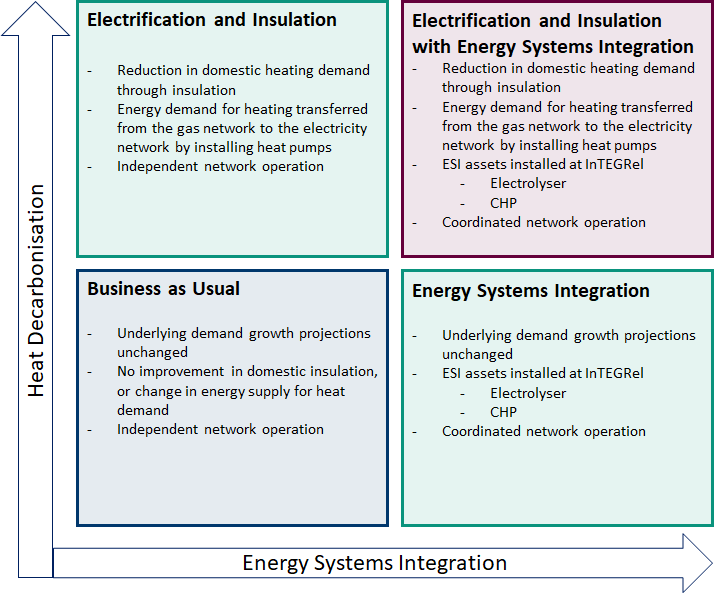 Electrification and Insulation
- Reduction in domestic heating demand
through insulation
- Energy demand for heating transferred
from the gas network to the electricity
network by installing heat pumps
- Independent network operation
Electrification and Insulation
with Energy Systems Integration
- Reduction in domestic heating demand
through insulation
- Energy demand for heating transferred
from the gas network to the electricity
network by installing heat pumps
- ESI assets installed at InTEGRel
- Electrolyser
- CHP
- Coordinated network operation
Heat Decarbonisation
Business as Usual
- Underlying demand growth projections
unchanged
- No improvement in domestic insulation,
or change in energy supply for heat
demand
- Independent network operation
Energy Systems Integration
- Underlying demand growth projections
unchanged
- ESI assets installed at InTEGRel
- Electrolyser
- CHP
- Coordinated network operation
Energy Systems Integration